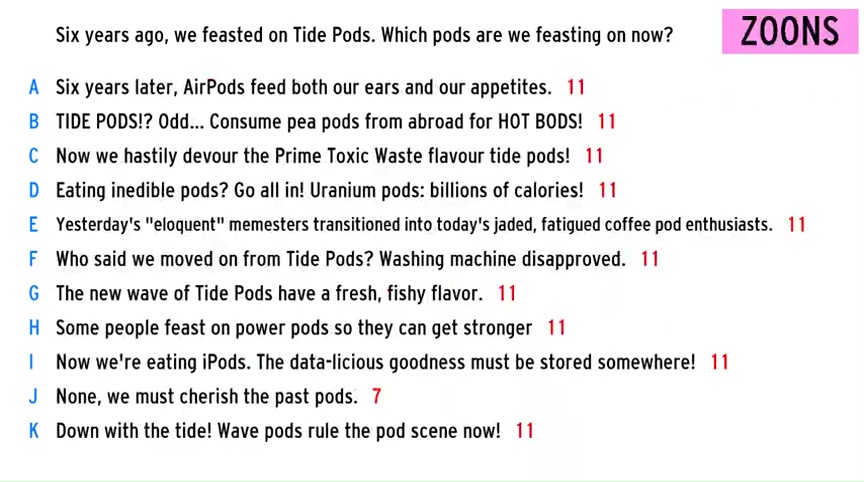 Six years ago, we feasted on Tide Pods. Which pods are we feasting on now?
ZOONS
A Six years later, AirPods feed both our ears and our appetites. 11
B TIDE PODS!? Odd... Consume pea pods from abroad for HOT BODS! 11
C Now we hastily devour the Prime Toxic Waste flavour tide pods! 11
D Eating inedible pods? Go all in! Uranium pods: billions of calories! 11
E Yesterday's "eloquent" memesters transitioned into today's jaded, fatigued coffee pod enthusiasts. 11
F Who said we moved on from Tide Pods? Washing machine disapproved. 11
G The new wave of Tide Pods have a fresh, fishy flavor. 11
H Some people feast on power pods so they can get stronger 11
I Now we're eating iPods. The data-licious goodness must be stored somewhere! 11
J None, we must cherish the past pods. 7
K Down with the tide! Wave pods rule the pod scene now! 11